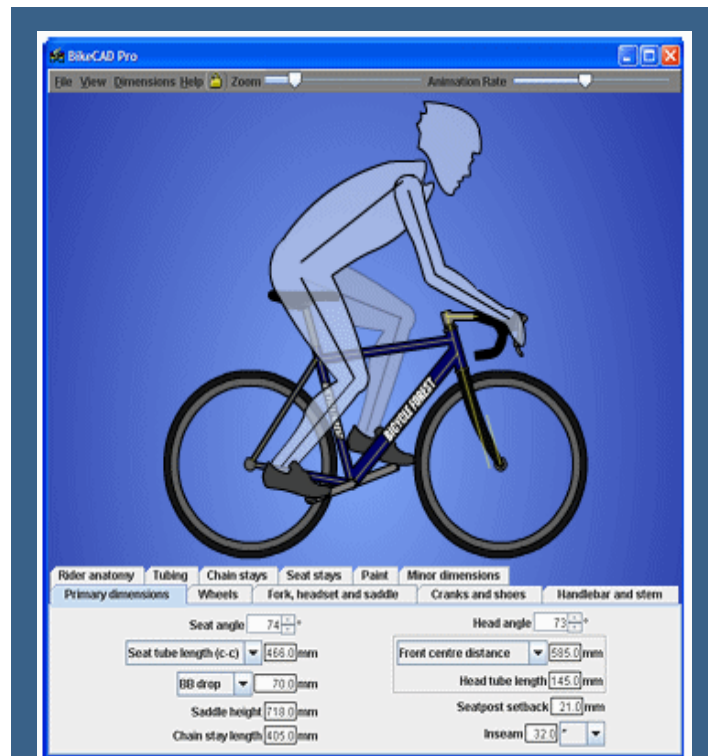 BikeCAD Pro
File View Dimensions Help Zoom Animation Rate
BICYCLE FOREST
Rider anatomy Tubing Chain stays Seat stays Paint Minor dimensions
Primary dimensions Wheels Fork, headset and saddle Cranks and shoes Handlebar and stem
Seat angle 74 ° Head angle 73 °
Seat tube length (c-c) 466.0 mm Front centre distance 585.0 mm
BB drop 70.0 mm Head tube length 145.0 mm
Saddle height 718.0 mm Seatpost setback 21.0 mm
Chain stay length 405.0 mm Inseam 32.0 "